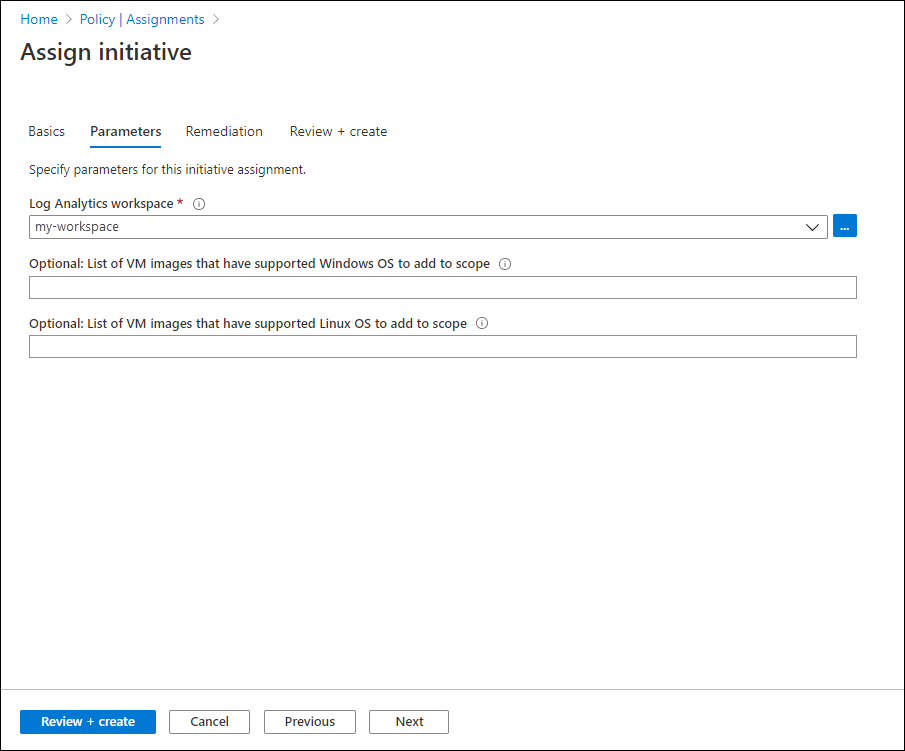 Home > Policy | Assignments >
Assign initiative
Basics Parameters Remediation Review + create
Specify parameters for this initiative assignment.
Log Analytics workspace *
my-workspace ...
Optional: List of VM images that have supported Windows OS to add to scope
Optional: List of VM images that have supported Linux OS to add to scope
Review + create Cancel Previous Next